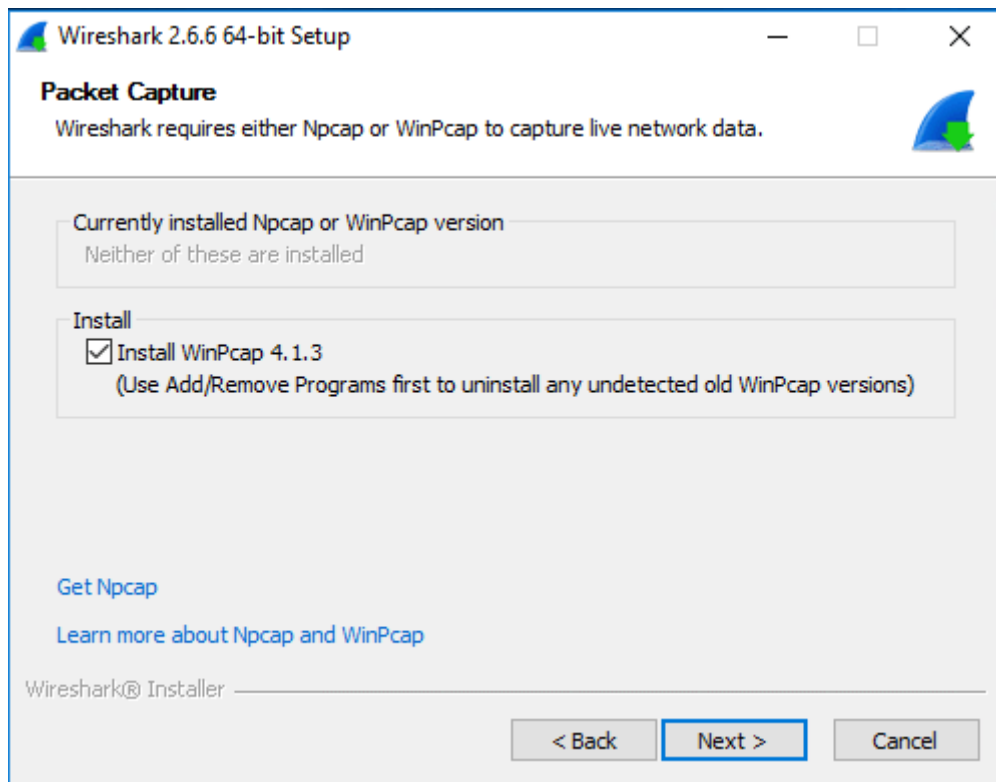 Wireshark 2.6.6 64-bit Setup
Packet Capture
Wireshark requires either Npcap or WinPcap to capture live network data.
Currently installed Npcap or WinPcap version
Neither of these are installed
Install
Install WinPcap 4.1.3
(Use Add/Remove Programs first to uninstall any undetected old WinPcap versions)
Get Npcap
Learn more about Npcap and WinPcap
Wireshark® Installer
< Back Next > Cancel